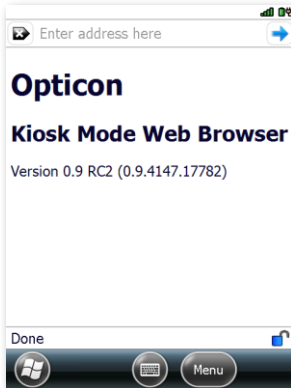 Enter address here
Opticon
Kiosk Mode Web Browser
Version 0.9 RC2 (0.9.4147.17782)
Done
Menu